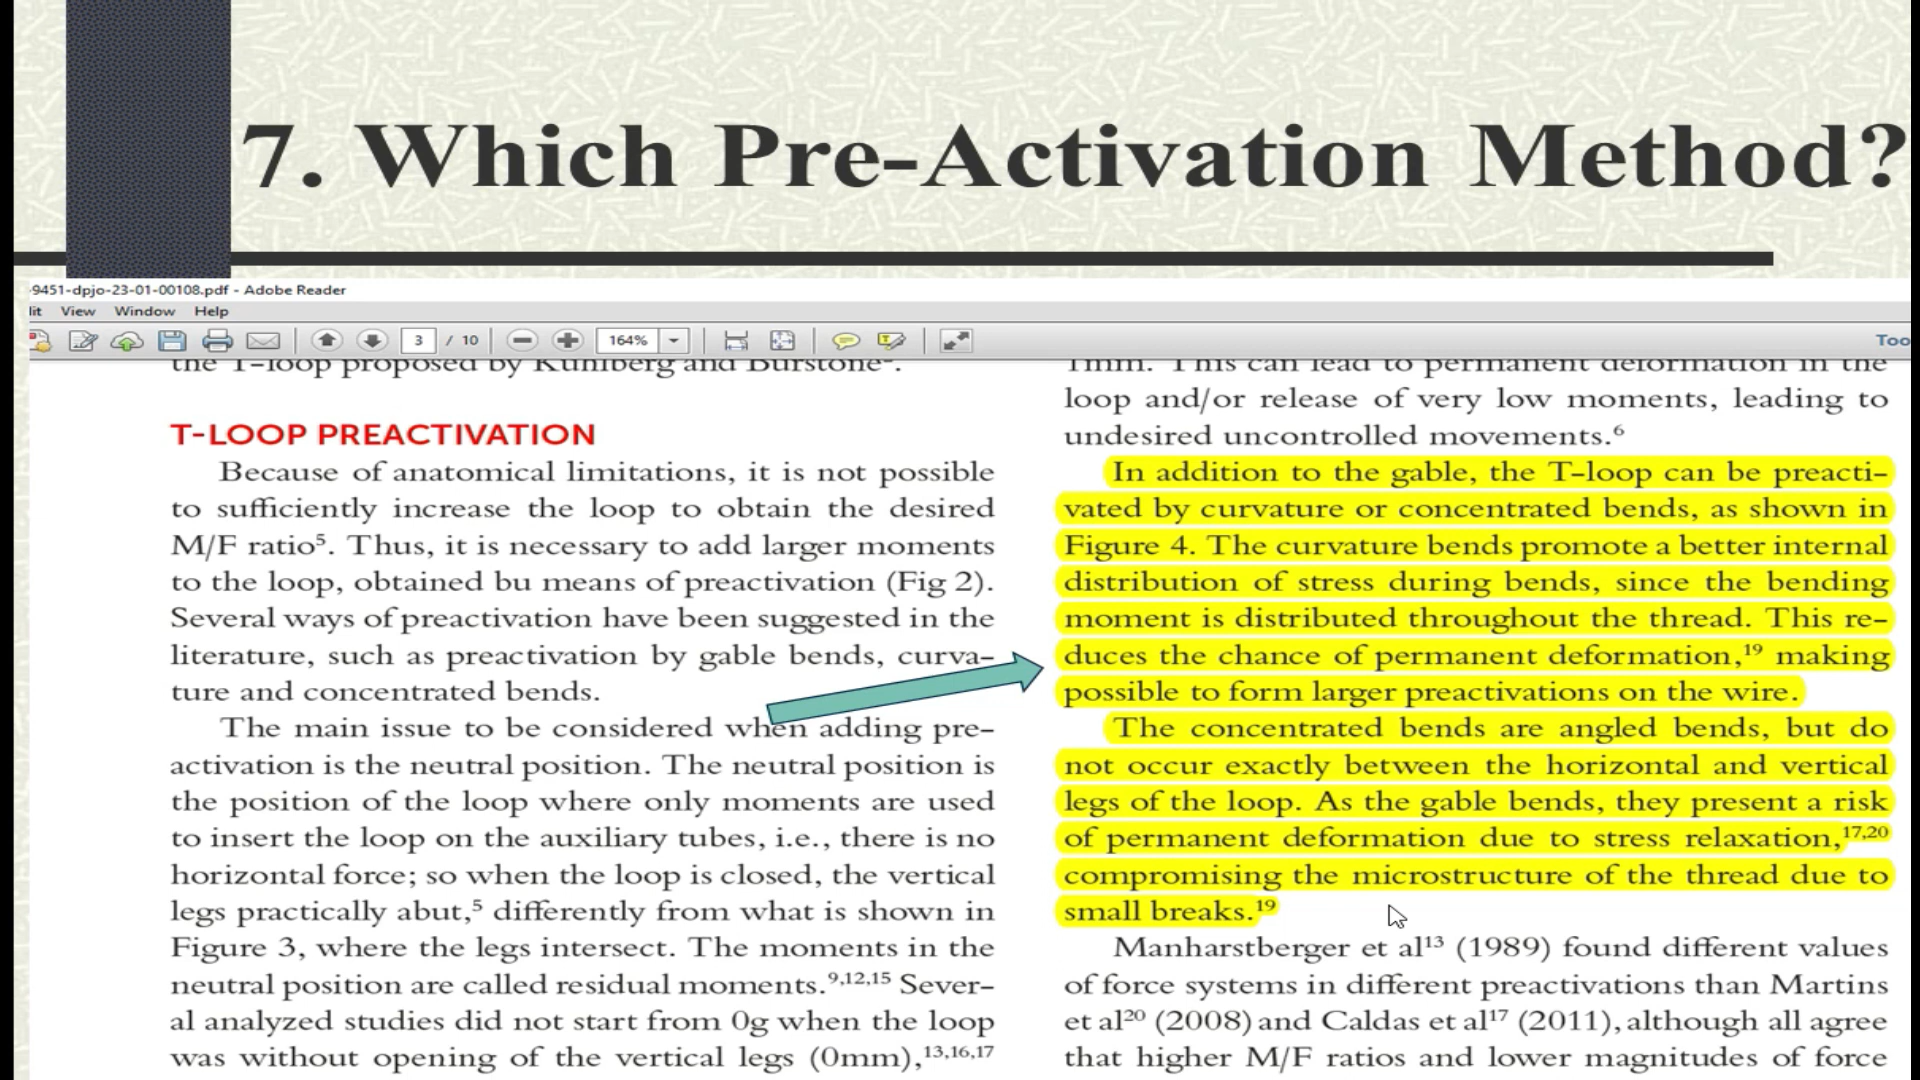 7. Which Pre-Activation Method?
-9451-dpjo-23-01-00108.pdf - Adobe Reader
lit View Window Help
3 / 10 164% Too
the T-loop proposed by Kuhlberg and Burstone².
T-LOOP PREACTIVATION
Because of anatomical limitations, it is not possible
to sufficiently increase the loop to obtain the desired
M/F ratio⁵. Thus, it is necessary to add larger moments
to the loop, obtained bu means of preactivation (Fig 2).
Several ways of preactivation have been suggested in the
literature, such as preactivation by gable bends, curva-
ture and concentrated bends.
The main issue to be considered when adding pre-
activation is the neutral position. The neutral position is
the position of the loop where only moments are used
to insert the loop on the auxiliary tubes, i.e., there is no
horizontal force; so when the loop is closed, the vertical
legs practically abut,⁵ differently from what is shown in
Figure 3, where the legs intersect. The moments in the
neutral position are called residual moments.⁹,¹²,¹⁵ Sever-
al analyzed studies did not start from 0g when the loop
was without opening of the vertical legs (0mm),¹³,¹⁶,¹⁷
1mm. This can lead to permanent deformation in the
loop and/or release of very low moments, leading to
undesired uncontrolled movements.⁶
In addition to the gable, the T-loop can be preacti-
vated by curvature or concentrated bends, as shown in
Figure 4. The curvature bends promote a better internal
distribution of stress during bends, since the bending
moment is distributed throughout the thread. This re-
duces the chance of permanent deformation,¹⁹ making
possible to form larger preactivations on the wire.
The concentrated bends are angled bends, but do
not occur exactly between the horizontal and vertical
legs of the loop. As the gable bends, they present a risk
of permanent deformation due to stress relaxation,¹⁷,²⁰
compromising the microstructure of the thread due to
small breaks.¹⁹
Manharstberger et al¹³ (1989) found different values
of force systems in different preactivations than Martins
et al²⁰ (2008) and Caldas et al¹⁷ (2011), although all agree
that higher M/F ratios and lower magnitudes of force